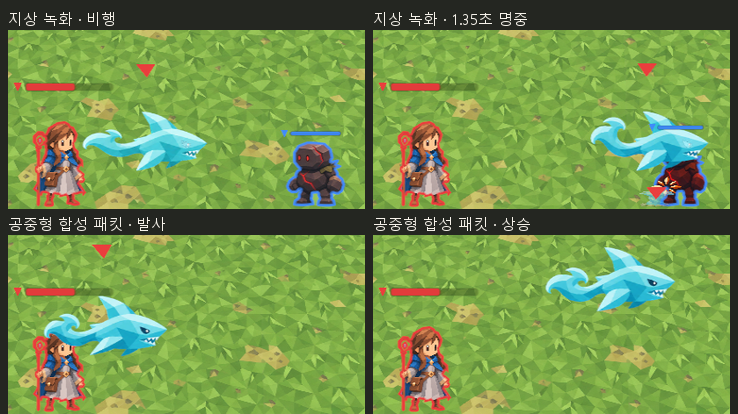 지상 녹화 · 비행
지상 녹화 · 1.35초 명중
공중형 합성 패킷 · 발사
공중형 합성 패킷 · 상승